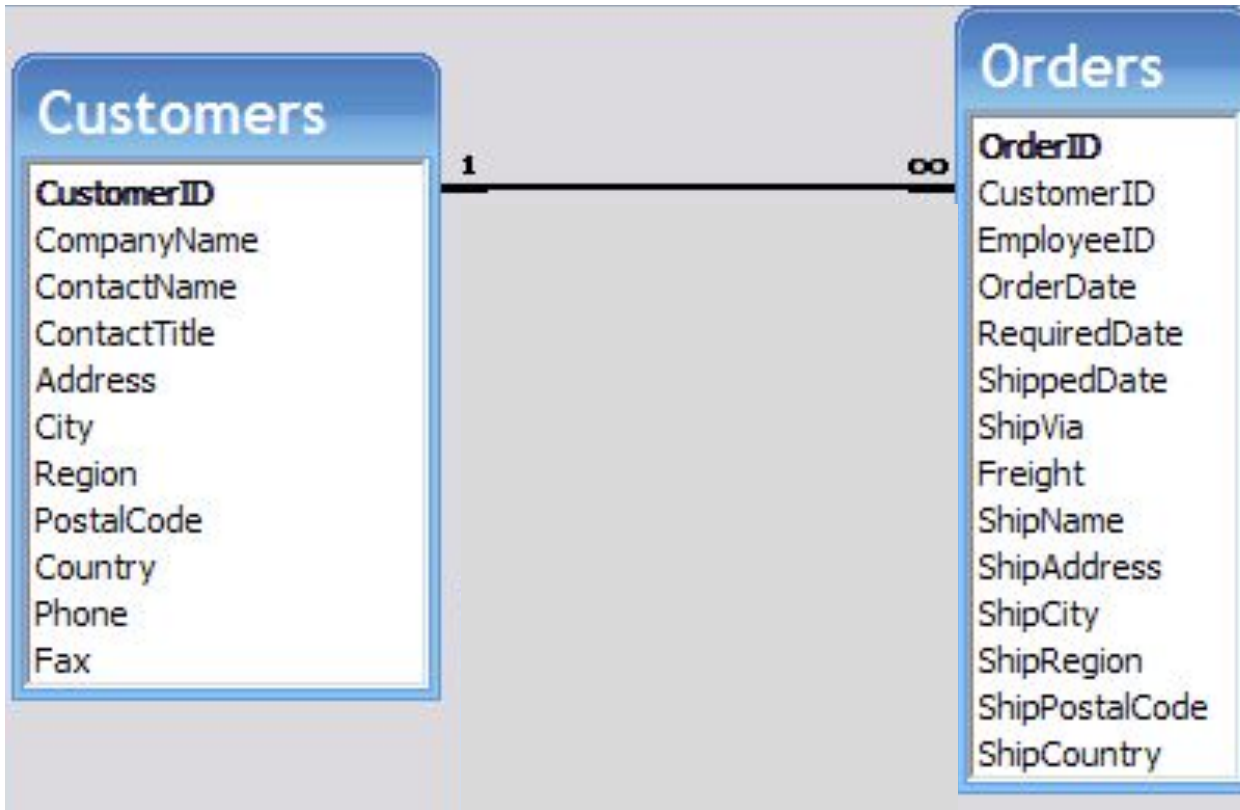 Customers
CustomerID
CompanyName
ContactName
ContactTitle
Address
City
Region
PostalCode
Country
Phone
Fax
1
∞
Orders
OrderID
CustomerID
EmployeeID
OrderDate
RequiredDate
ShippedDate
ShipVia
Freight
ShipName
ShipAddress
ShipCity
ShipRegion
ShipPostalCode
ShipCountry